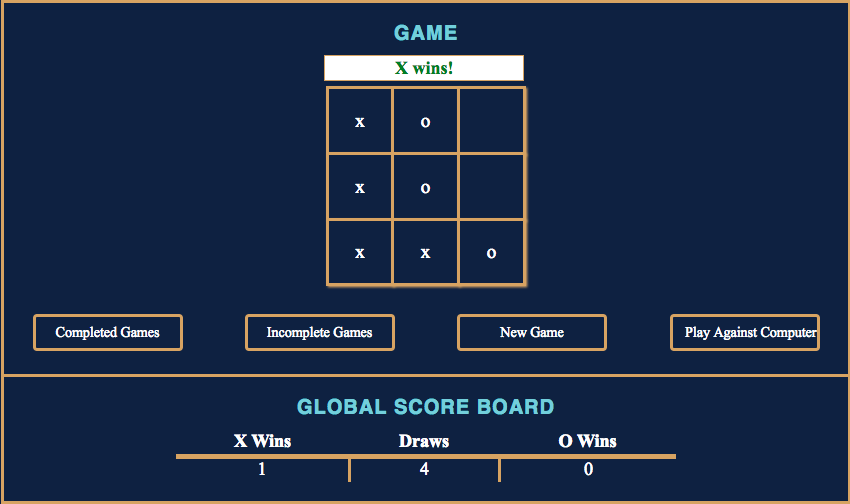 GAME
X wins!
x o
x o
x x o
Completed Games Incomplete Games New Game Play Against Computer
GLOBAL SCORE BOARD
X Wins Draws O Wins
1 4 0